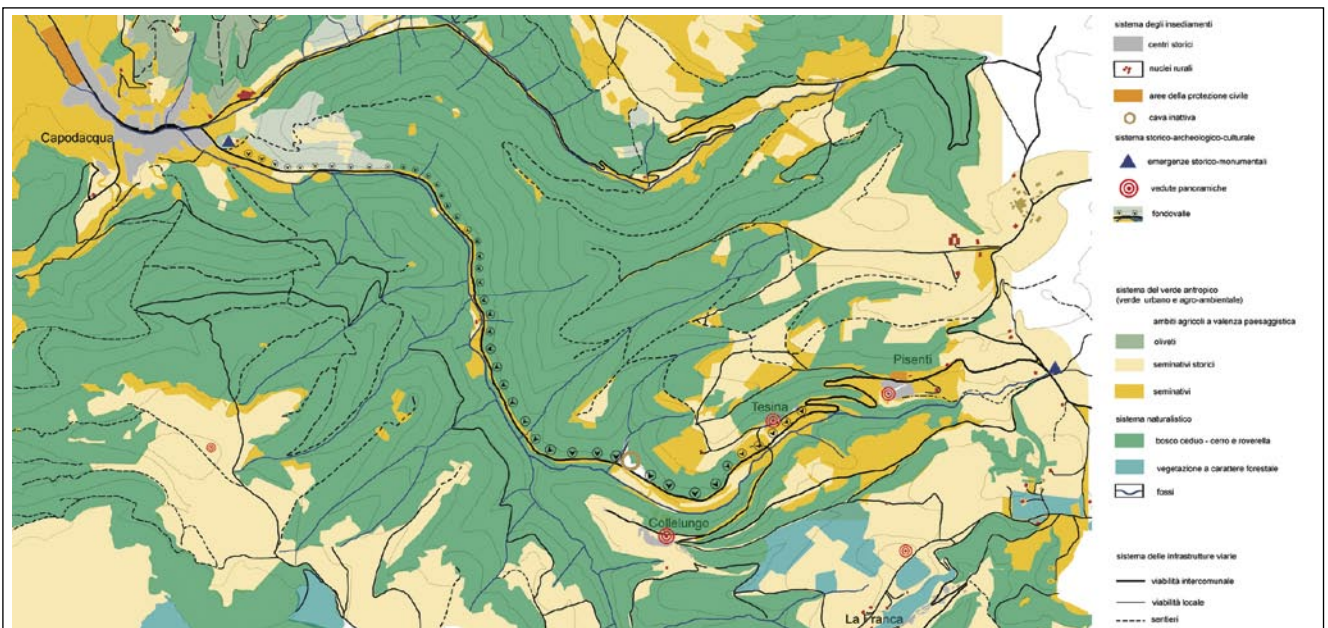 Capodacqua
Pisenti
Tesina
Collelungo
La Franca
sistema degli insediamenti
centri storici
nuclei rurali
aree della protezione civile
cava inattiva
sistema storico-archeologico-culturale
emergenze storico-monumentali
vedute panoramiche
fondovalle
sistema del verde antropico
(verde urbano e agro-ambientale)
ambiti agricoli a valenza paesaggistica
oliveti
seminativi storici
seminativi
sistema naturalistico
bosco ceduo - cerro e roverella
vegetazione a carattere forestale
fossi
sistema delle infrastrutture viarie
viabilità intercomunale
viabilità locale
sentieri